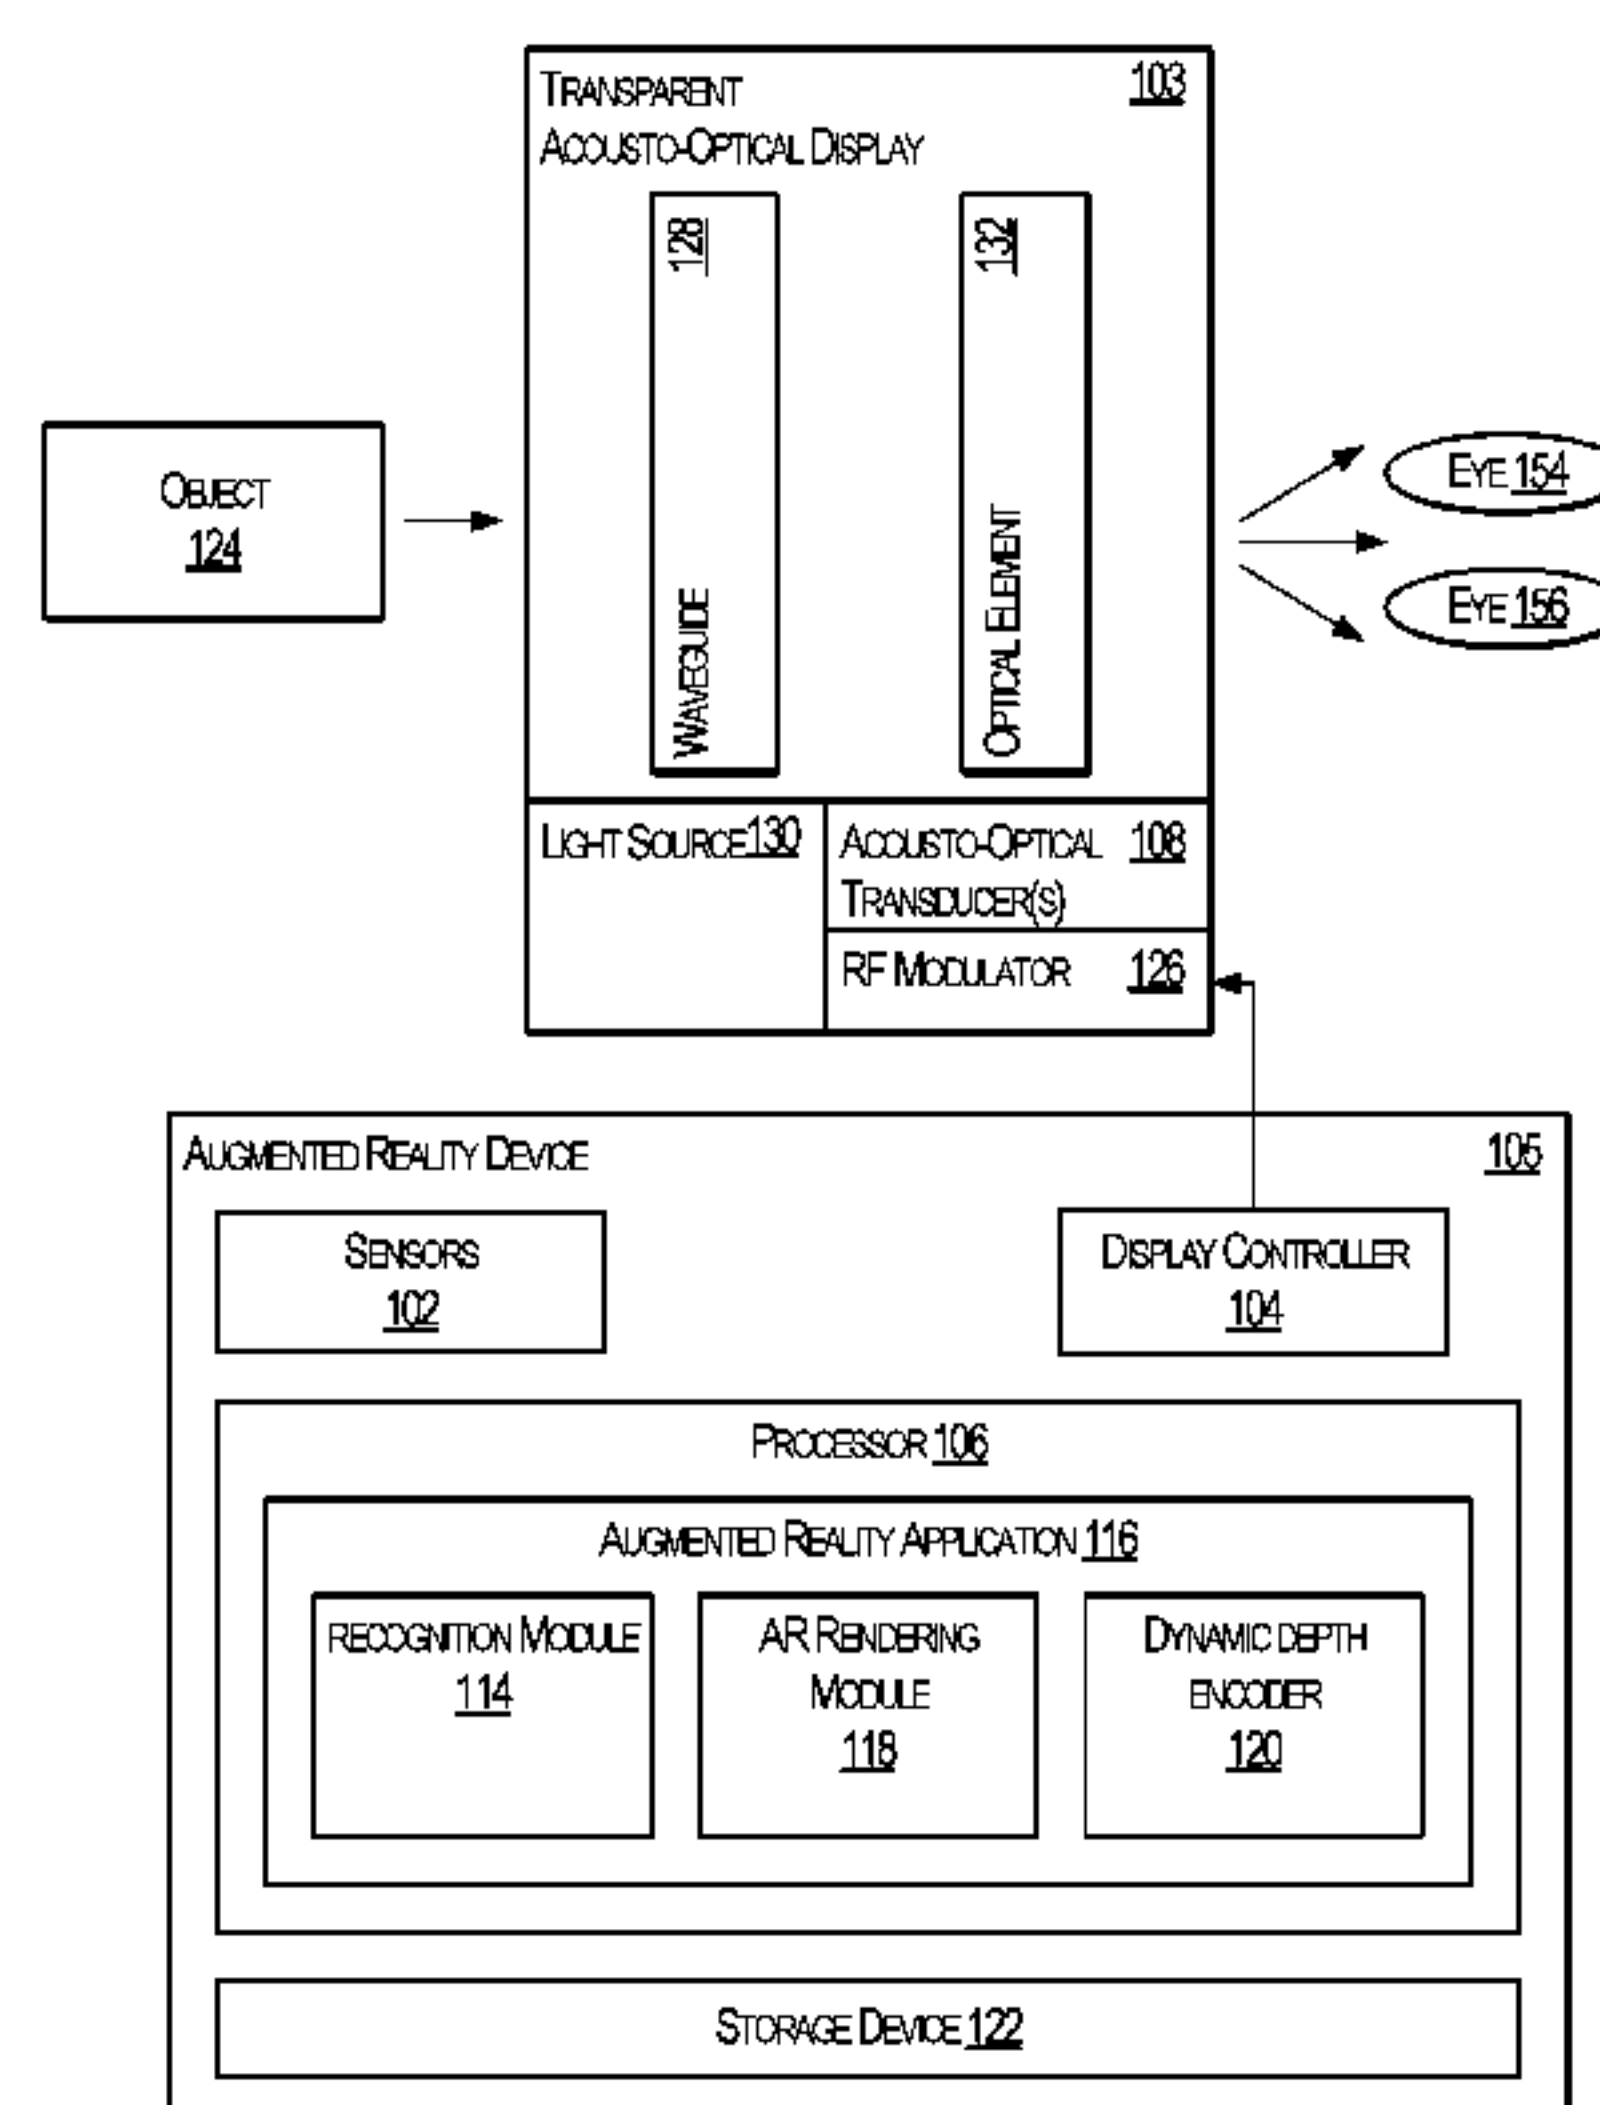 TRANSPARENT 103
ACOUSTO-OPTICAL DISPLAY
128
WAVEGUIDE
132
OPTICAL ELEMENT
OBJECT
124
EYE 154
EYE 156
LIGHT SOURCE 130
ACOUSTO-OPTICAL 108
TRANSDUCER(S)
RF MODULATOR 126
AUGMENTED REALITY DEVICE 105
SENSORS
102
DISPLAY CONTROLLER
104
PROCESSOR 106
AUGMENTED REALITY APPLICATION 116
RECOGNITION MODULE
114
AR RENDERING
MODULE
118
DYNAMIC DEPTH
ENCODER
120
STORAGE DEVICE 122